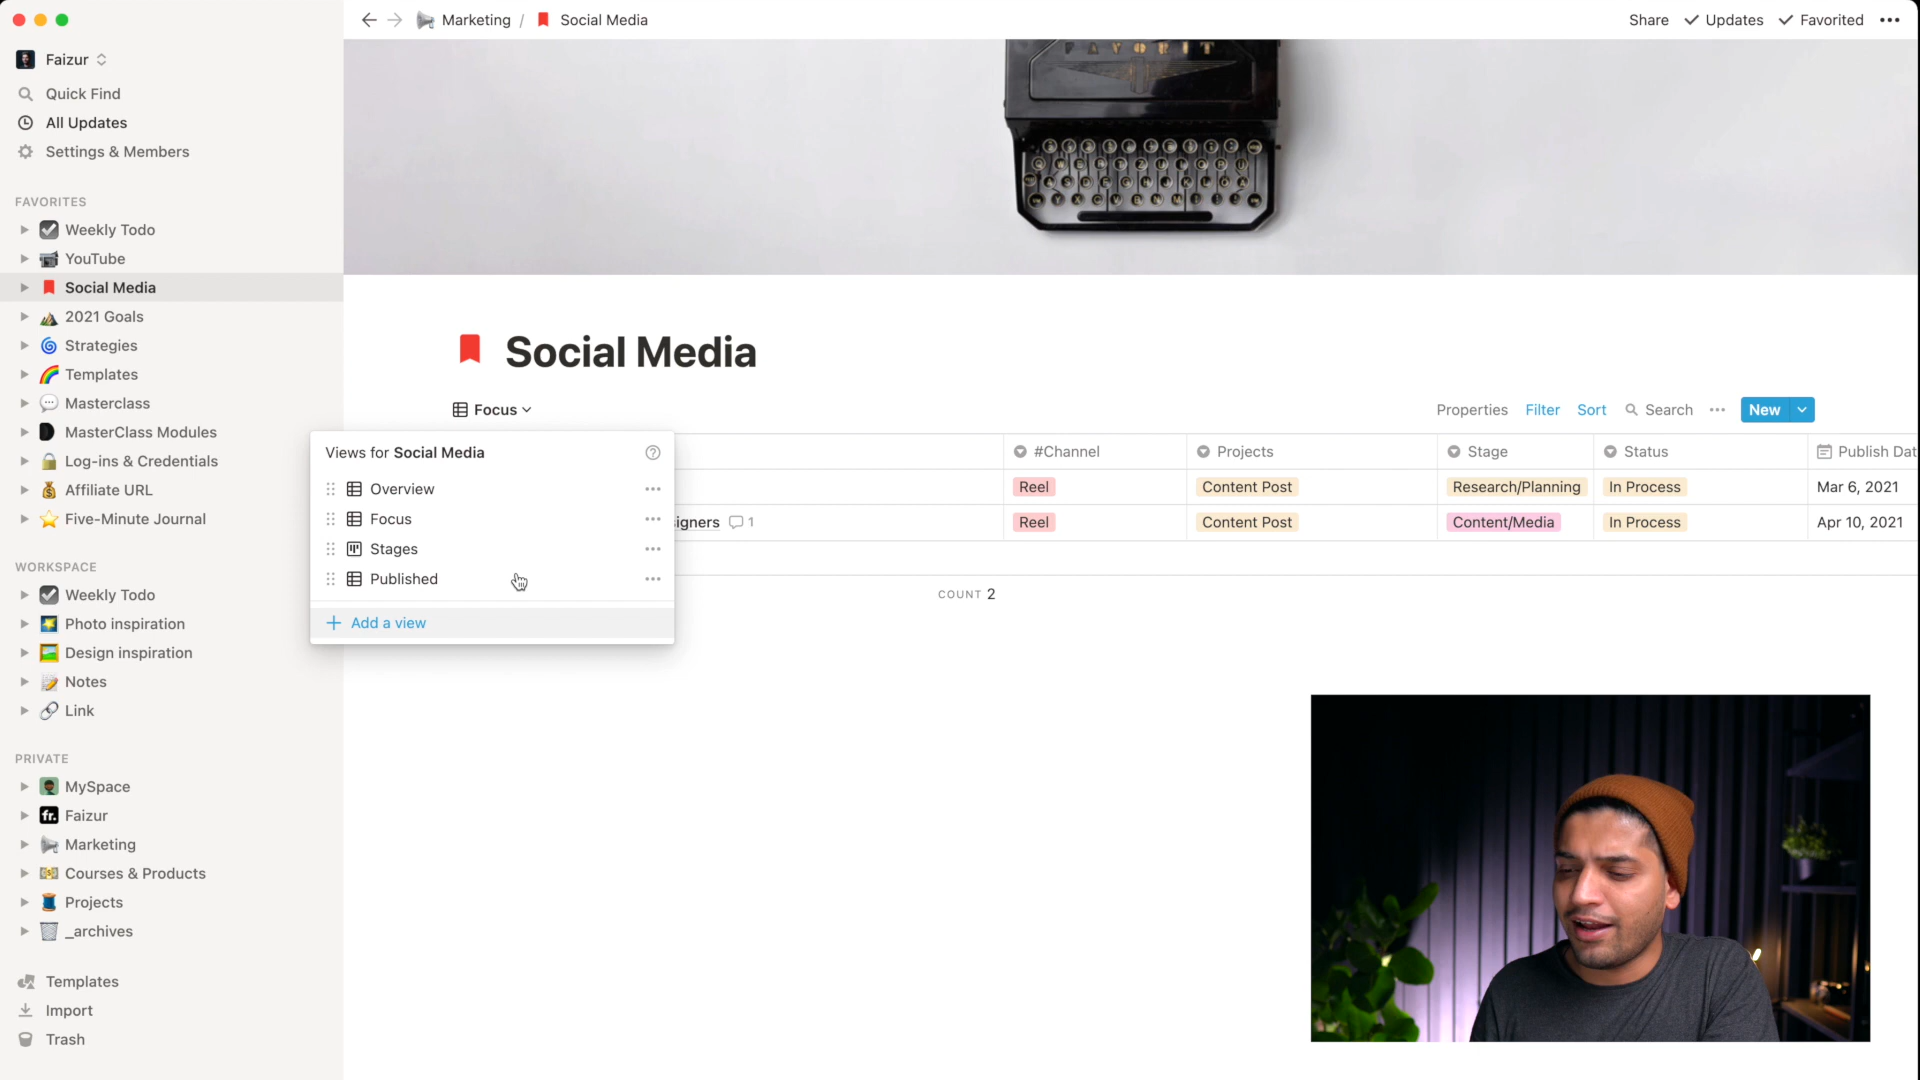 Marketing / Social Media
Share Updates Favorited
Faizur
Quick Find
All Updates
Settings & Members
FAVORITES
Weekly Todo
YouTube
Social Media
2021 Goals
Strategies
Templates
Masterclass
MasterClass Modules
Log-ins & Credentials
Affiliate URL
Five-Minute Journal
WORKSPACE
Weekly Todo
Photo inspiration
Design inspiration
Notes
Link
PRIVATE
MySpace
fr. Faizur
Marketing
Courses & Products
Projects
_archives
Templates
Import
Trash
FAVORIT
Social Media
Focus
Properties Filter Sort Search New
Views for Social Media
Overview
Focus
Stages
Published
Add a view
#Channel Projects Stage Status Publish Dat
Reel Content Post Research/Planning In Process Mar 6, 2021
igners 1 Reel Content Post Content/Media In Process Apr 10, 2021
COUNT 2